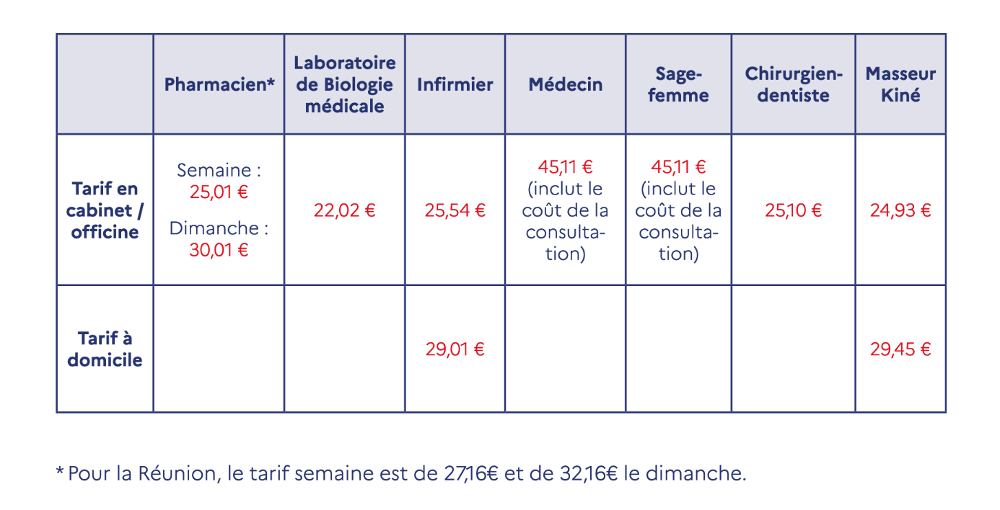 Pharmacien*
Laboratoire
de Biologie
médicale
Infirmier
Médecin
Sage-
femme
Chirurgien-
dentiste
Masseur
Kiné
Tarif en
cabinet /
officine
Semaine :
25,01 €
Dimanche :
30,01 €
22,02 €
25,54 €
45,11 €
(inclut le
coût de la
consulta-
tion)
45,11 €
(inclut le
coût de la
consulta-
tion)
25,10 €
24,93 €
Tarif à
domicile
29,01 €
29,45 €
* Pour la Réunion, le tarif semaine est de 27,16€ et de 32,16€ le dimanche.